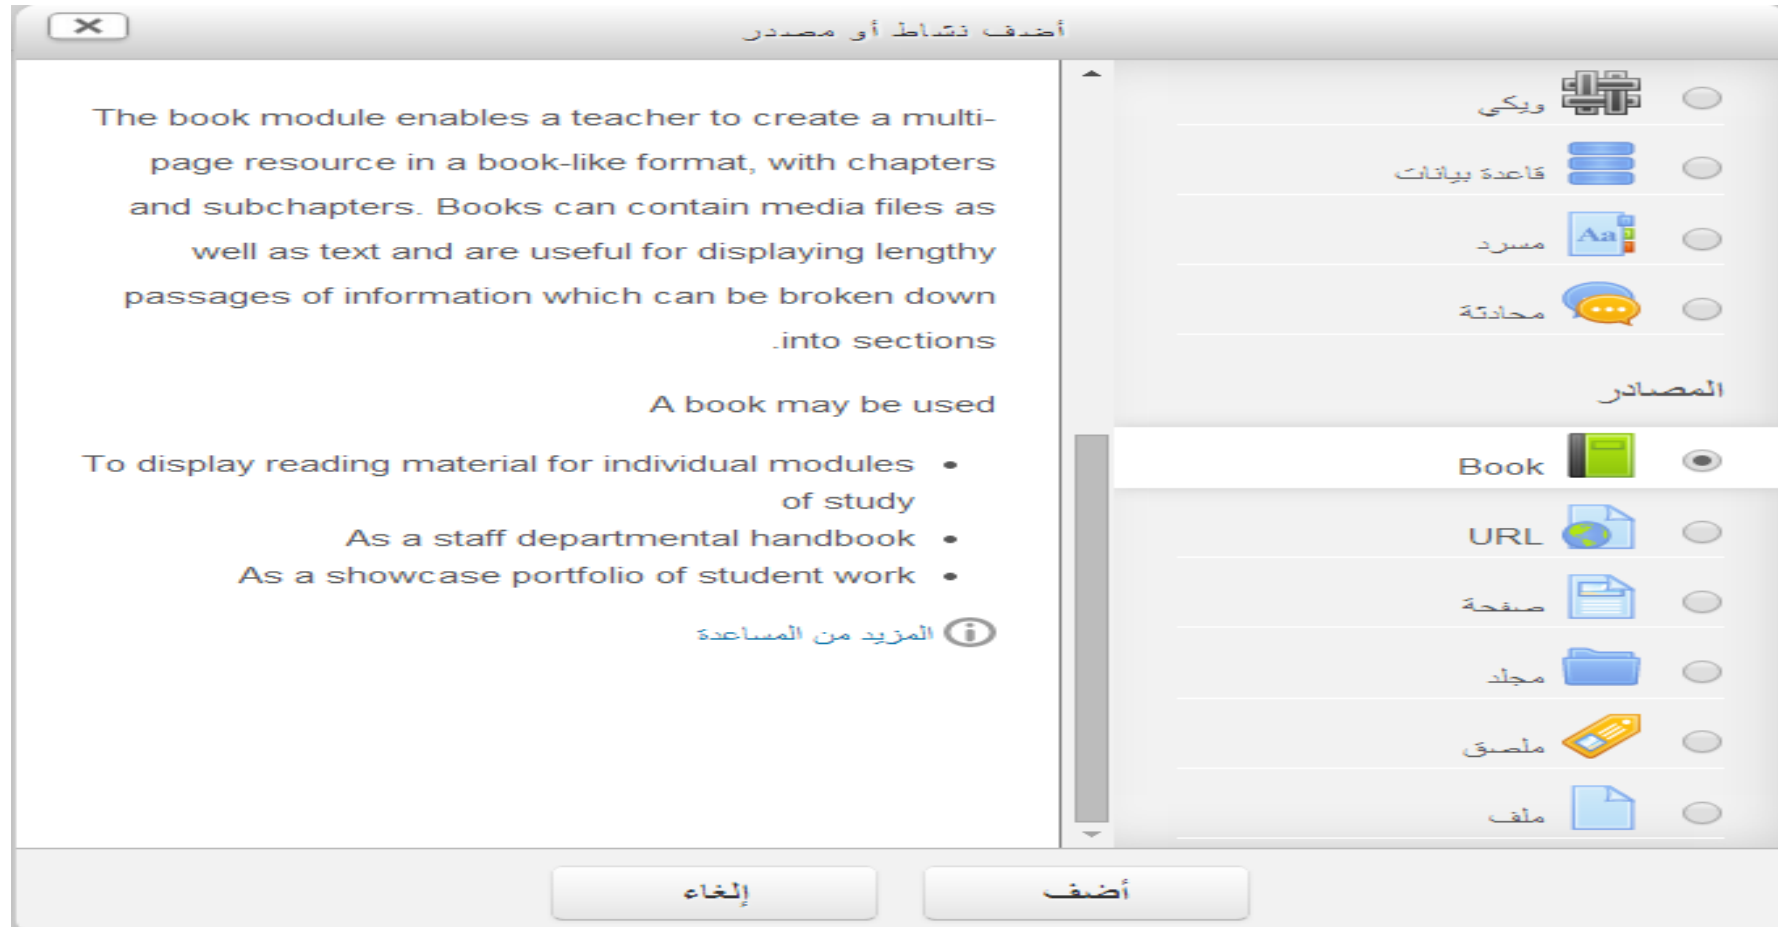 أضف نشاط أو مصدر
ويكي
قاعدة بيانات
Aa
مسرد
محادثة
المصادر
Book
URL
صفحة
مجلد
ملصق
ملف
The book module enables a teacher to create a multi-
page resource in a book-like format, with chapters
and subchapters. Books can contain media files as
well as text and are useful for displaying lengthy
passages of information which can be broken down
.into sections
A book may be used
To display reading material for individual modules
of study
As a staff departmental handbook
As a showcase portfolio of student work
المزيد من المساعدة
أضف
إلغاء